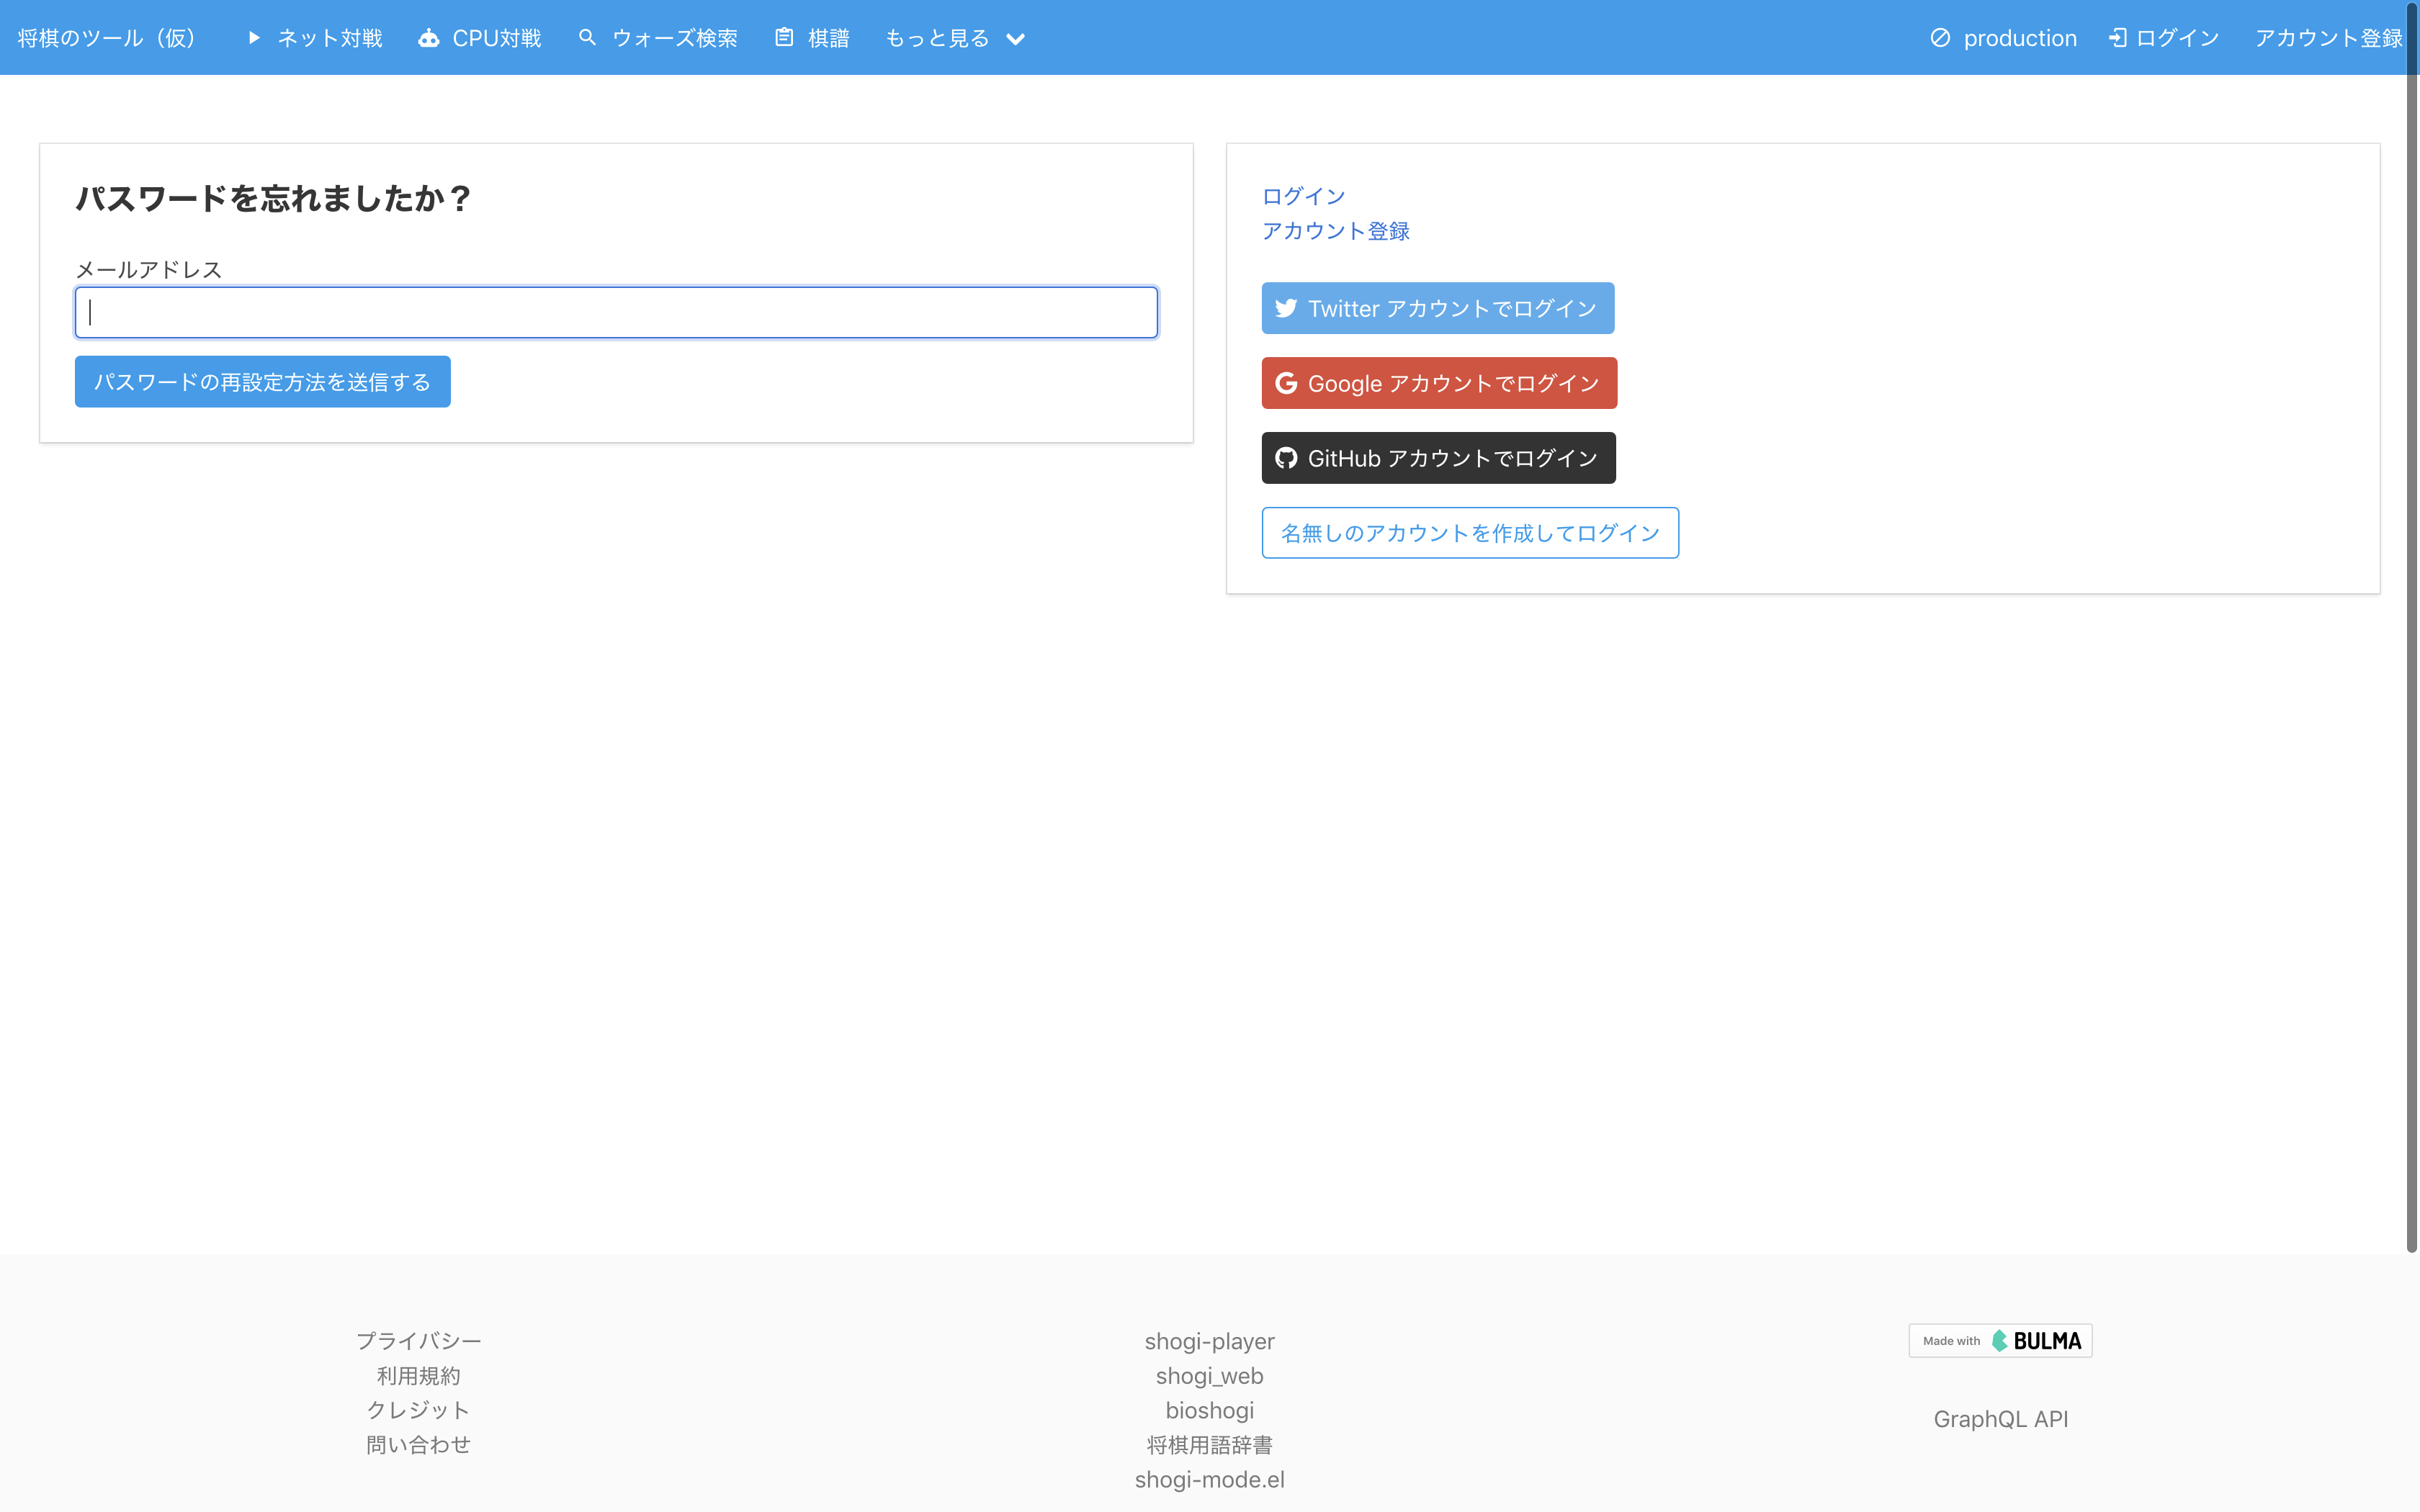 将棋のツール（仮） ネット対戦 CPU対戦 ウォーズ検索 棋譜 もっと見る production ログイン アカウント登録
パスワードを忘れましたか？
メールアドレス
パスワードの再設定方法を送信する
ログイン
アカウント登録
Twitter アカウントでログイン
Google アカウントでログイン
GitHub アカウントでログイン
名無しのアカウントを作成してログイン
プライバシー
利用規約
クレジット
問い合わせ
shogi-player
shogi_web
bioshogi
将棋用語辞書
shogi-mode.el
Made with BULMA
GraphQL API